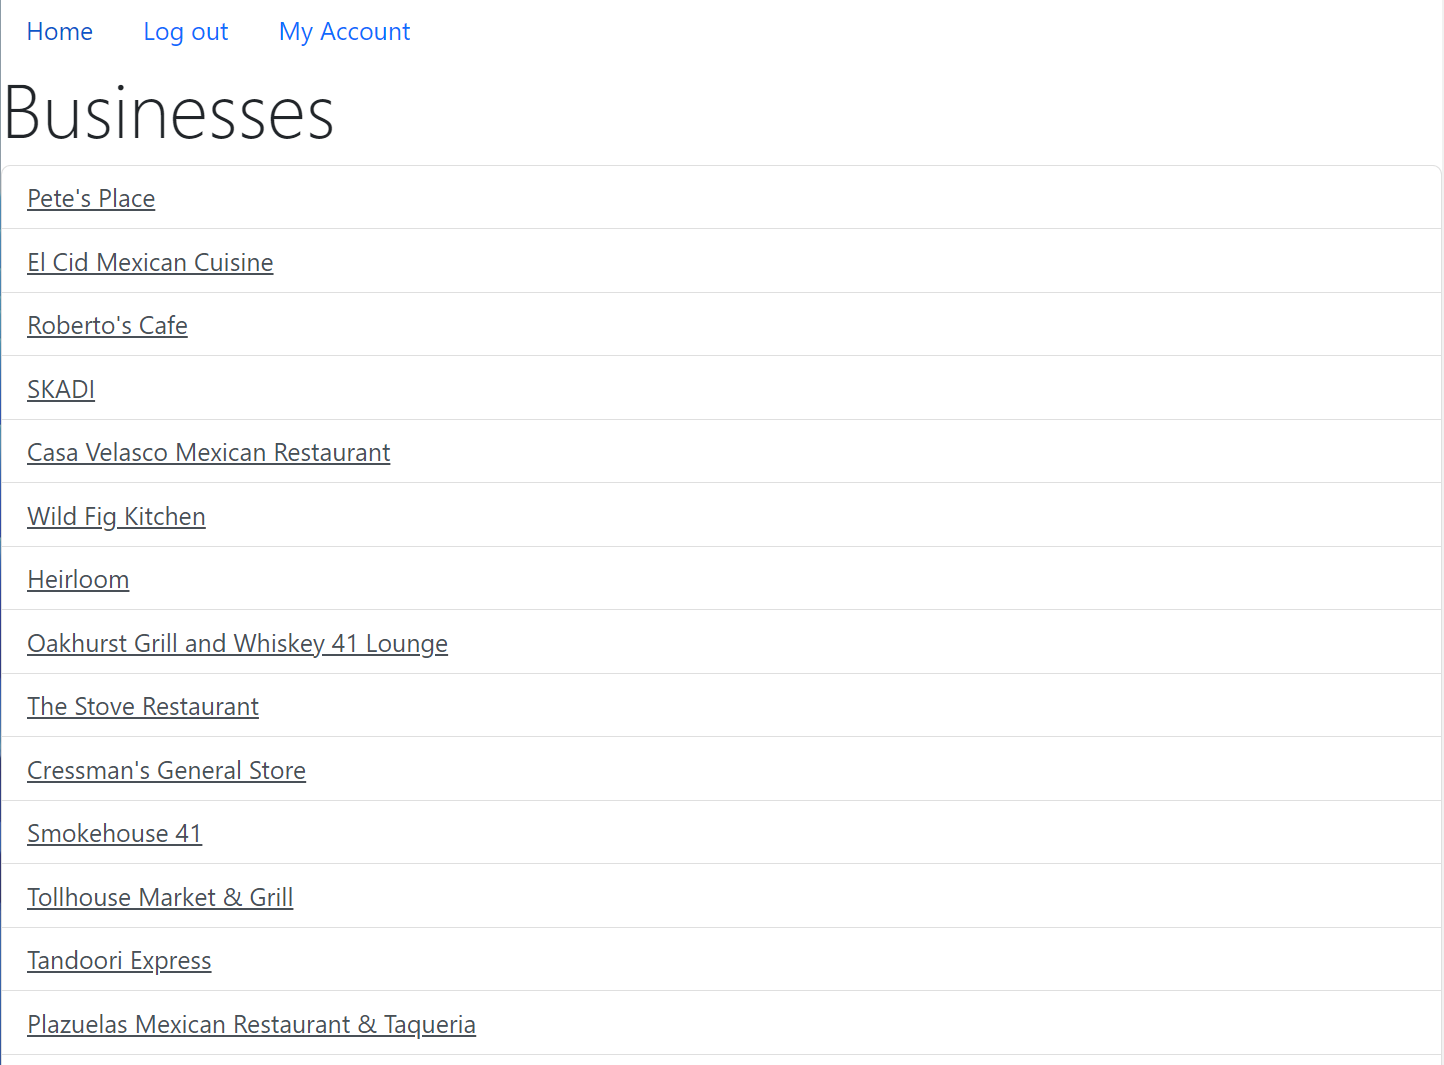 Home Log out My Account
Businesses
Pete's Place
El Cid Mexican Cuisine
Roberto's Cafe
SKADI
Casa Velasco Mexican Restaurant
Wild Fig Kitchen
Heirloom
Oakhurst Grill and Whiskey 41 Lounge
The Stove Restaurant
Cressman's General Store
Smokehouse 41
Tollhouse Market & Grill
Tandoori Express
Plazuelas Mexican Restaurant & Taqueria